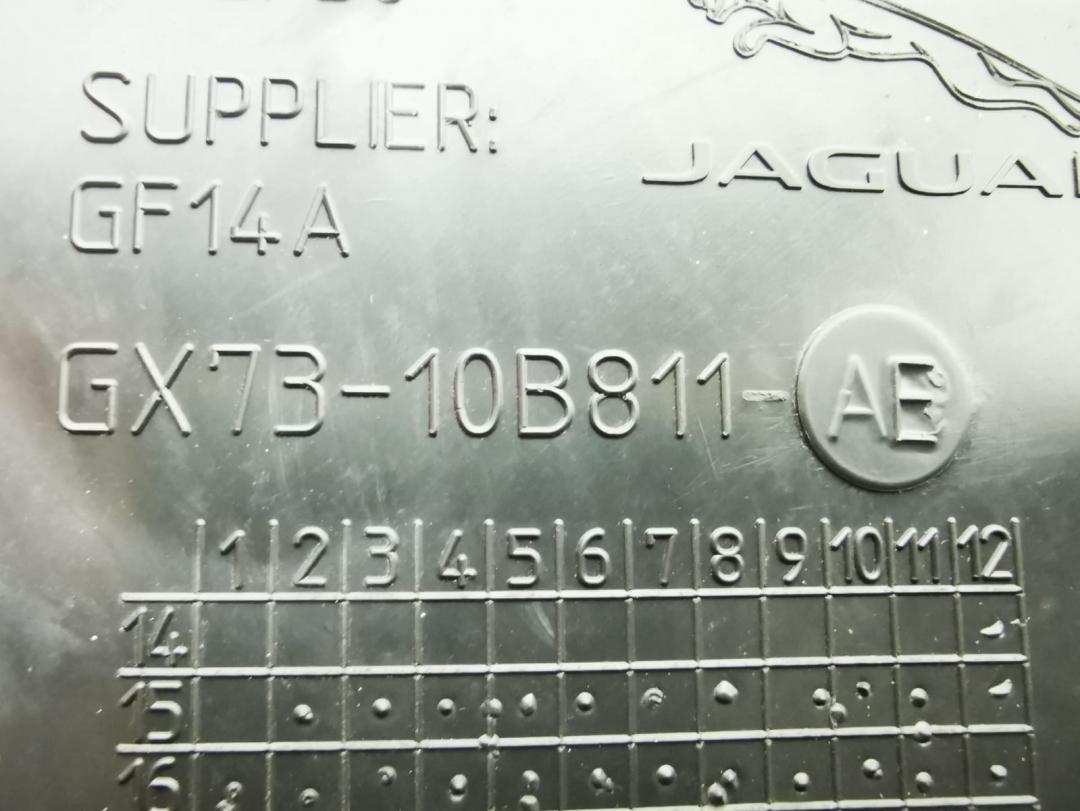 SUPPLIER:
GF14A
JAGUA
GX73-10B811-AE
1 2 3 4 5 6 7 8 9 10 11 12
14
15
16